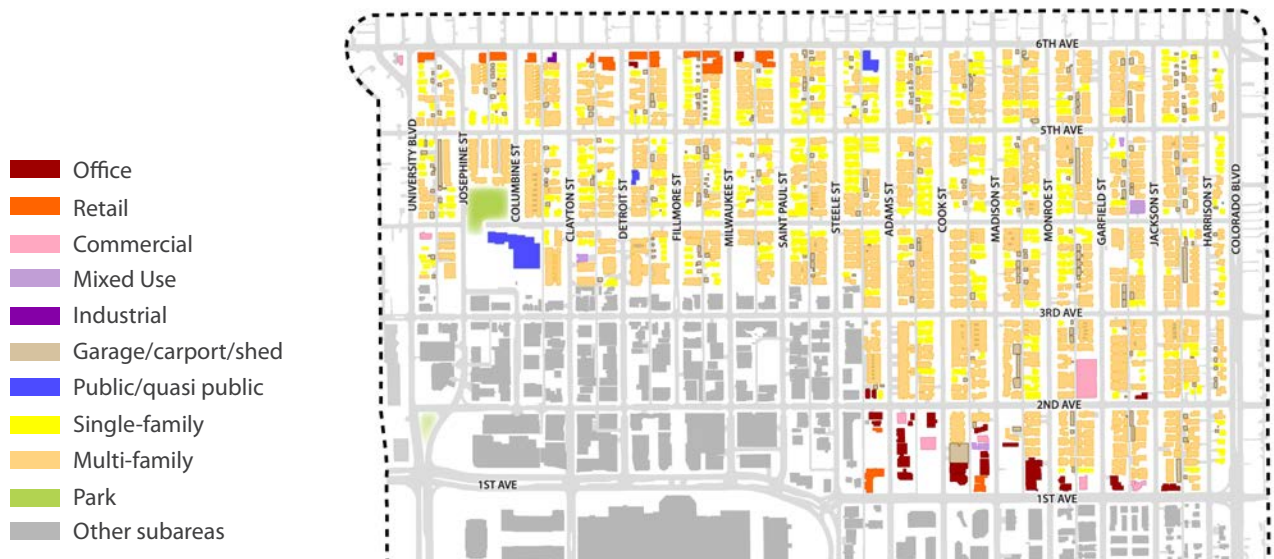 Office
Retail
Commercial
Mixed Use
Industrial
Garage/carport/shed
Public/quasi public
Single-family
Multi-family
Park
Other subareas
6TH AVE
5TH AVE
UNIVERSITY BLVD
JOSEPHINE ST
COLUMBINE ST
CLAYTON ST
DETROIT ST
FILLMORE ST
MILWAUKEE ST
SAINT PAUL ST
STEELE ST
ADAMS ST
COOK ST
MADISON ST
MONROE ST
GARFIELD ST
JACKSON ST
HARRISON ST
COLORADO BLVD
3RD AVE
2ND AVE
1ST AVE
1ST AVE